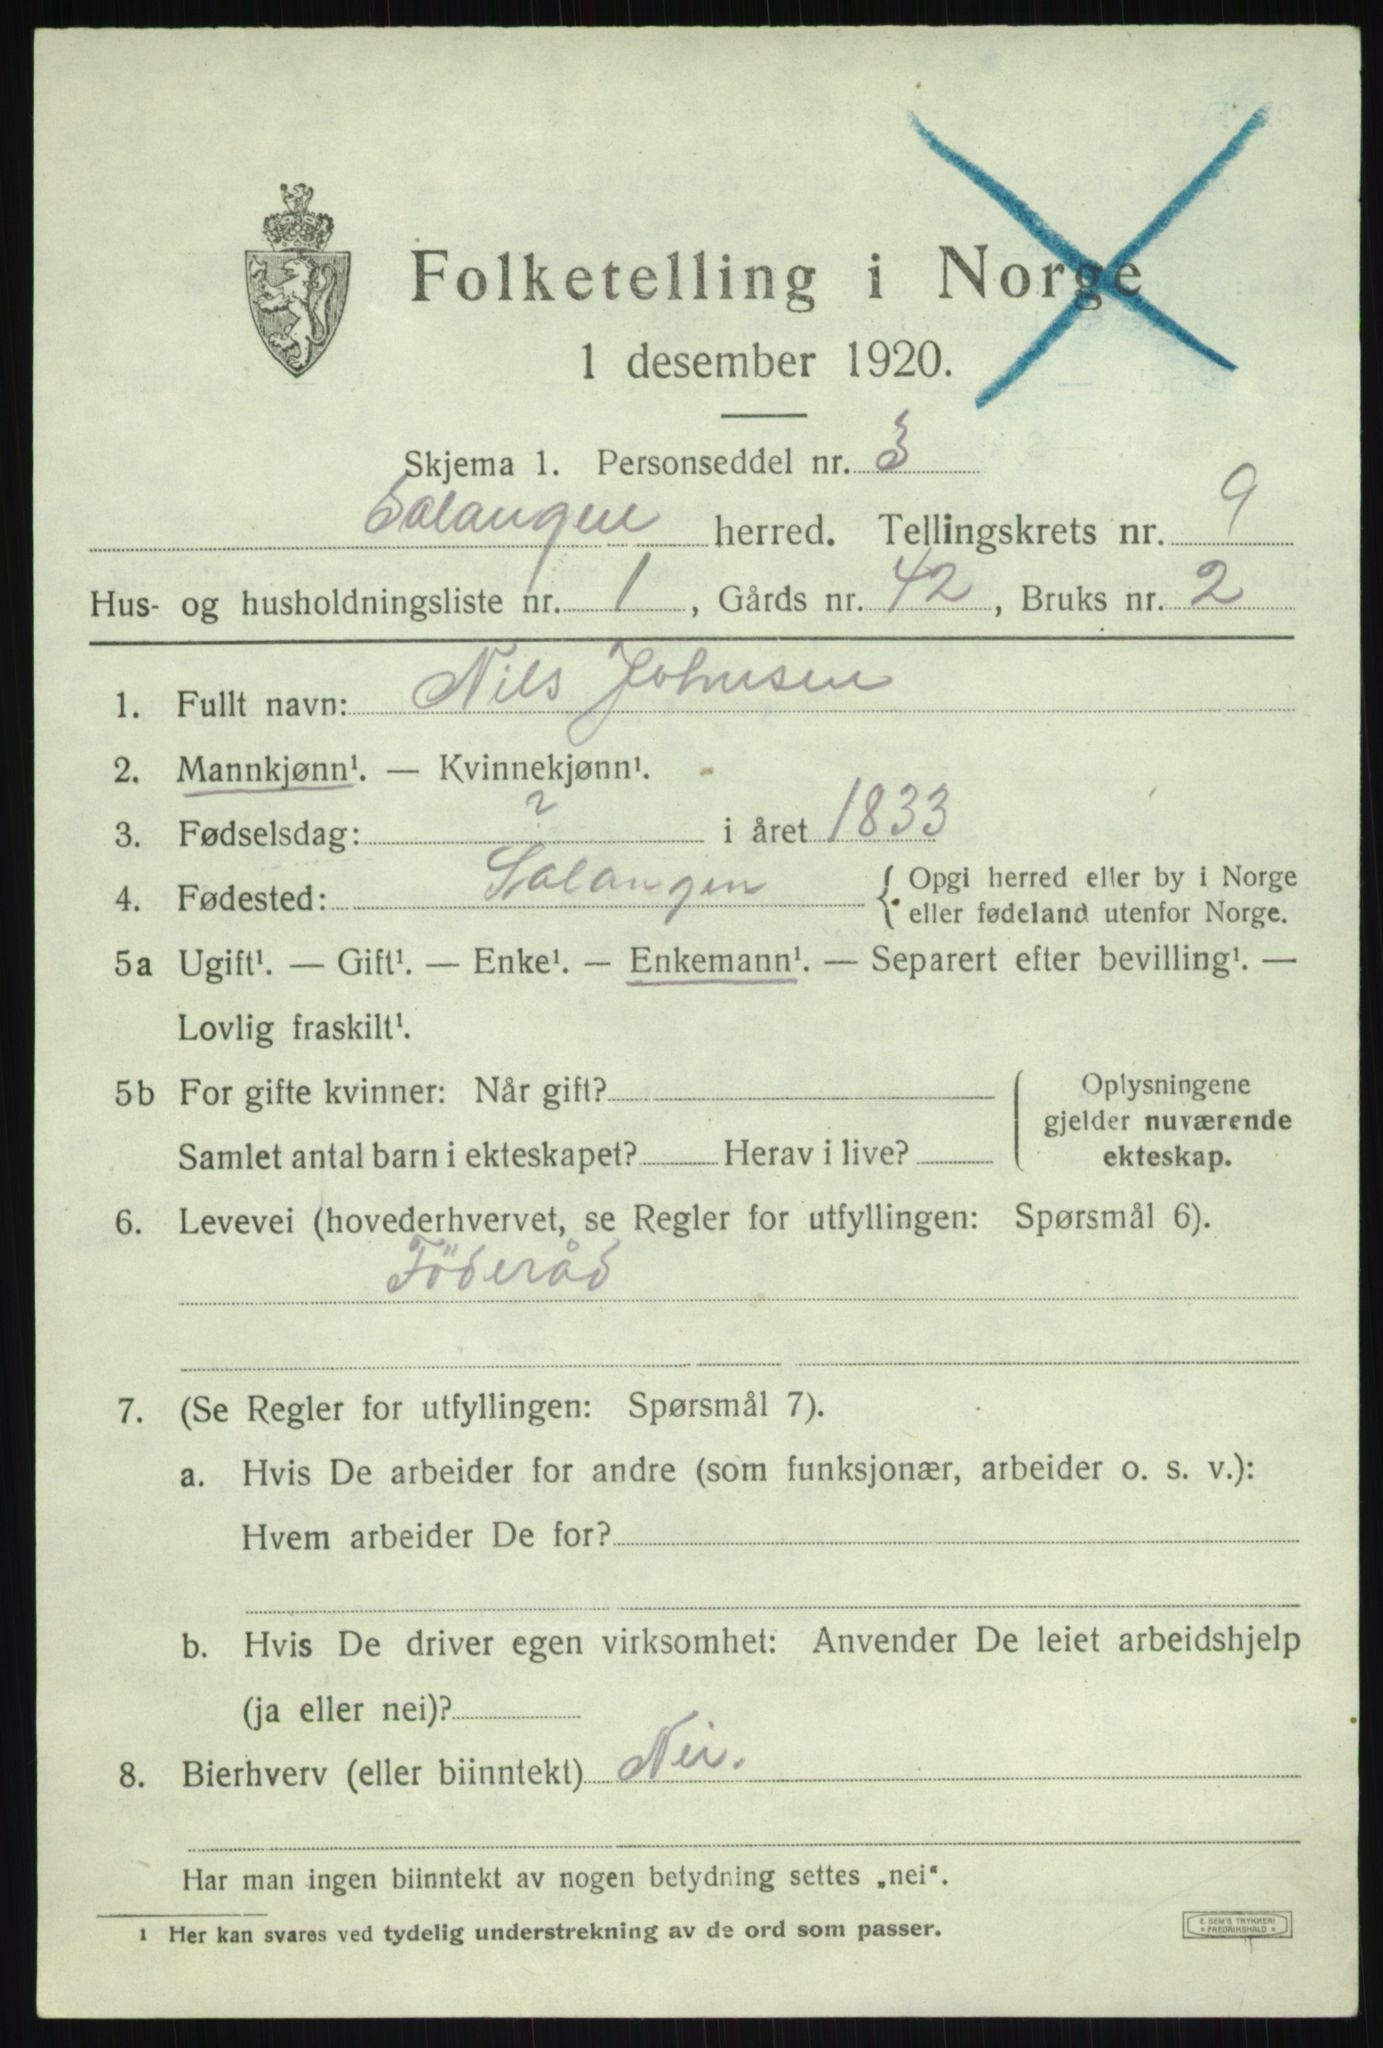 Folketelling i Norge
1 desember 1920.
Skjema 1. Personseddel nr. 3
Salangen herred. Tellingskrets nr. 9
Hus- og husholdningsliste nr. 1, Gårds nr. 42, Bruks nr. 2
1. Fullt navn: Nils Johnsen
2. Mannkjønn¹. — Kvinnekjønn¹.
3. Fødselsdag: ? i året 1833
4. Fødested: Salangen { Opgi herred eller by i Norge
eller fødeland utenfor Norge.
5a Ugift¹. — Gift¹. — Enke¹. — Enkemann¹. — Separert efter bevilling¹. —
Lovlig fraskilt¹.
5b For gifte kvinner: Når gift?
Samlet antal barn i ekteskapet? Herav i live?
Oplysningene
gjelder nuværende
ekteskap.
6. Levevei (hovederhvervet, se Regler for utfyllingen: Spørsmål 6).
Föderåd
7. (Se Regler for utfyllingen: Spørsmål 7).
a. Hvis De arbeider for andre (som funksjonær, arbeider o. s. v.):
Hvem arbeider De for?
b. Hvis De driver egen virksomhet: Anvender De leiet arbeidshjelp
(ja eller nei)?
8. Bierhverv (eller biinntekt) Nei.
Har man ingen biinntekt av nogen betydning settes „nei“.
¹ Her kan svares ved tydelig understrekning av de ord som passer.
E. SEM'S TRYKKERI
* FREDRIKSHALD *